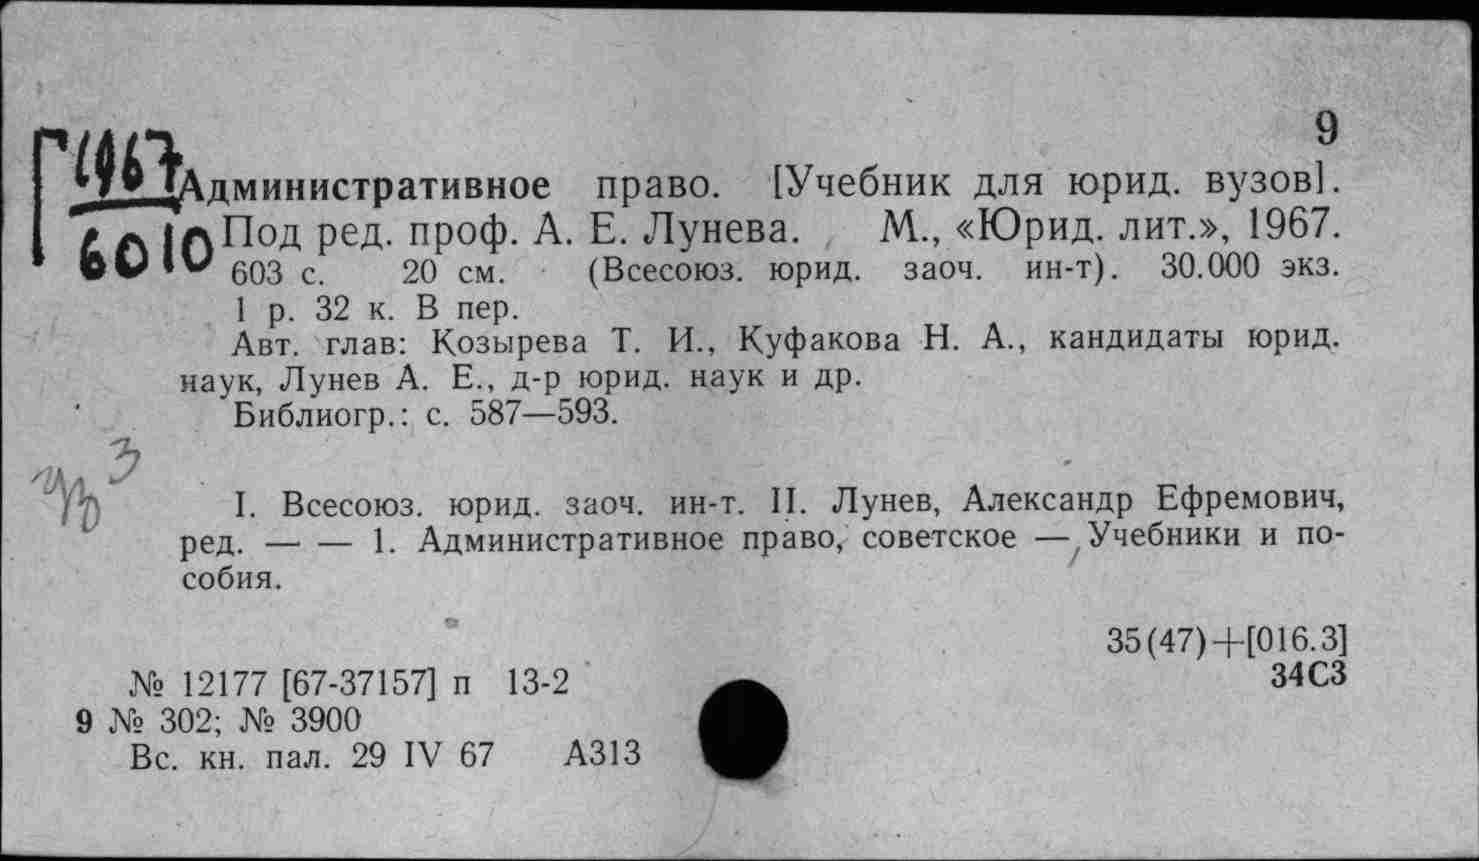 9
1967
Административное право. [Учебник для юрид. вузов].
6010 Под ред. проф. А. Е. Лунева. М., «Юрид. лит.», 1967.
603 с. 20 см. (Всесоюз. юрид. заоч. ин-т). 30.000 экз.
1 р. 32 к. В пер.
Авт. глав: Козырева Т. И., Куфакова Н. А., кандидаты юрид.
наук, Лунев А. Е., д-р юрид. наук и др.
Библиогр.: с. 587—593.
3
I. Всесоюз. юрид. заоч. ин-т. II. Лунев, Александр Ефремович,
ред. — — 1. Административное право, советское — Учебники и по-
собия.
35(47)+[016.3]
34С3
№ 12177 [67-37157] п 13-2
9 № 302; № 3900
Вс. кн. пал. 29 IV 67 А313